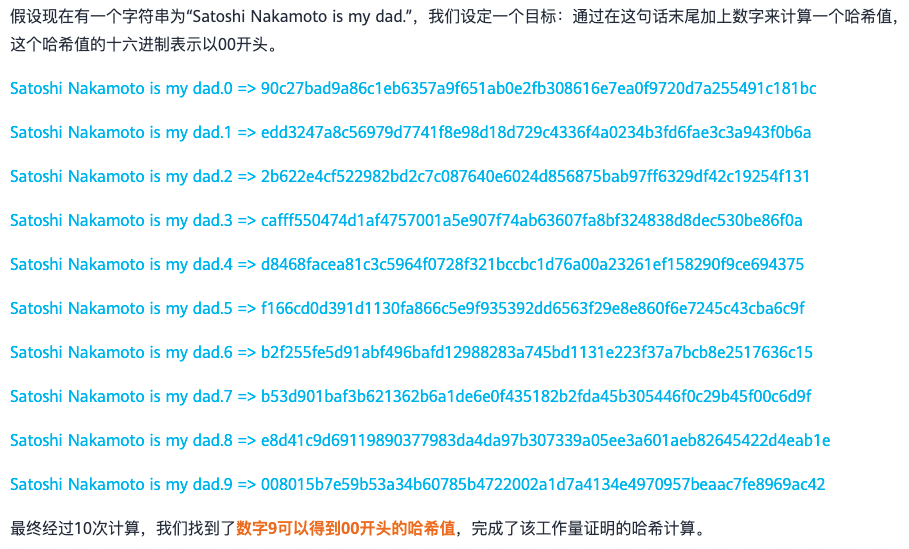 假设现在有一个字符串为“Satoshi Nakamoto is my dad.”，我们设定一个目标：通过在这句话末尾加上数字来计算一个哈希值，
这个哈希值的十六进制表示以00开头。
Satoshi Nakamoto is my dad.0 => 90c27bad9a86c1eb6357a9f651ab0e2fb308616e7ea0f9720d7a255491c181bc
Satoshi Nakamoto is my dad.1 => edd3247a8c56979d7741f8e98d18d729c4336f4a0234b3fd6fae3c3a943f0b6a
Satoshi Nakamoto is my dad.2 => 2b622e4cf522982bd2c7c087640e6024d856875bab97ff6329df42c19254f131
Satoshi Nakamoto is my dad.3 => cafff550474d1af4757001a5e907f74ab63607fa8bf324838d8dec530be86f0a
Satoshi Nakamoto is my dad.4 => d8468facea81c3c5964f0728f321bccbc1d76a00a23261ef158290f9ce694375
Satoshi Nakamoto is my dad.5 => f166cd0d391d1130fa866c5e9f935392dd6563f29e8e860f6e7245c43cba6c9f
Satoshi Nakamoto is my dad.6 => b2f255fe5d91abf496bafd12988283a745bd1131e223f37a7bcb8e2517636c15
Satoshi Nakamoto is my dad.7 => b53d901baf3b621362b6a1de6e0f435182b2fda45b305446f0c29b45f00c6d9f
Satoshi Nakamoto is my dad.8 => e8d41c9d69119890377983da4da97b307339a05ee3a601aeb82645422d4eab1e
Satoshi Nakamoto is my dad.9 => 008015b7e59b53a34b60785b4722002a1d7a4134e4970957beaac7fe8969ac42
最终经过10次计算，我们找到了数字9可以得到00开头的哈希值，完成了该工作量证明的哈希计算。